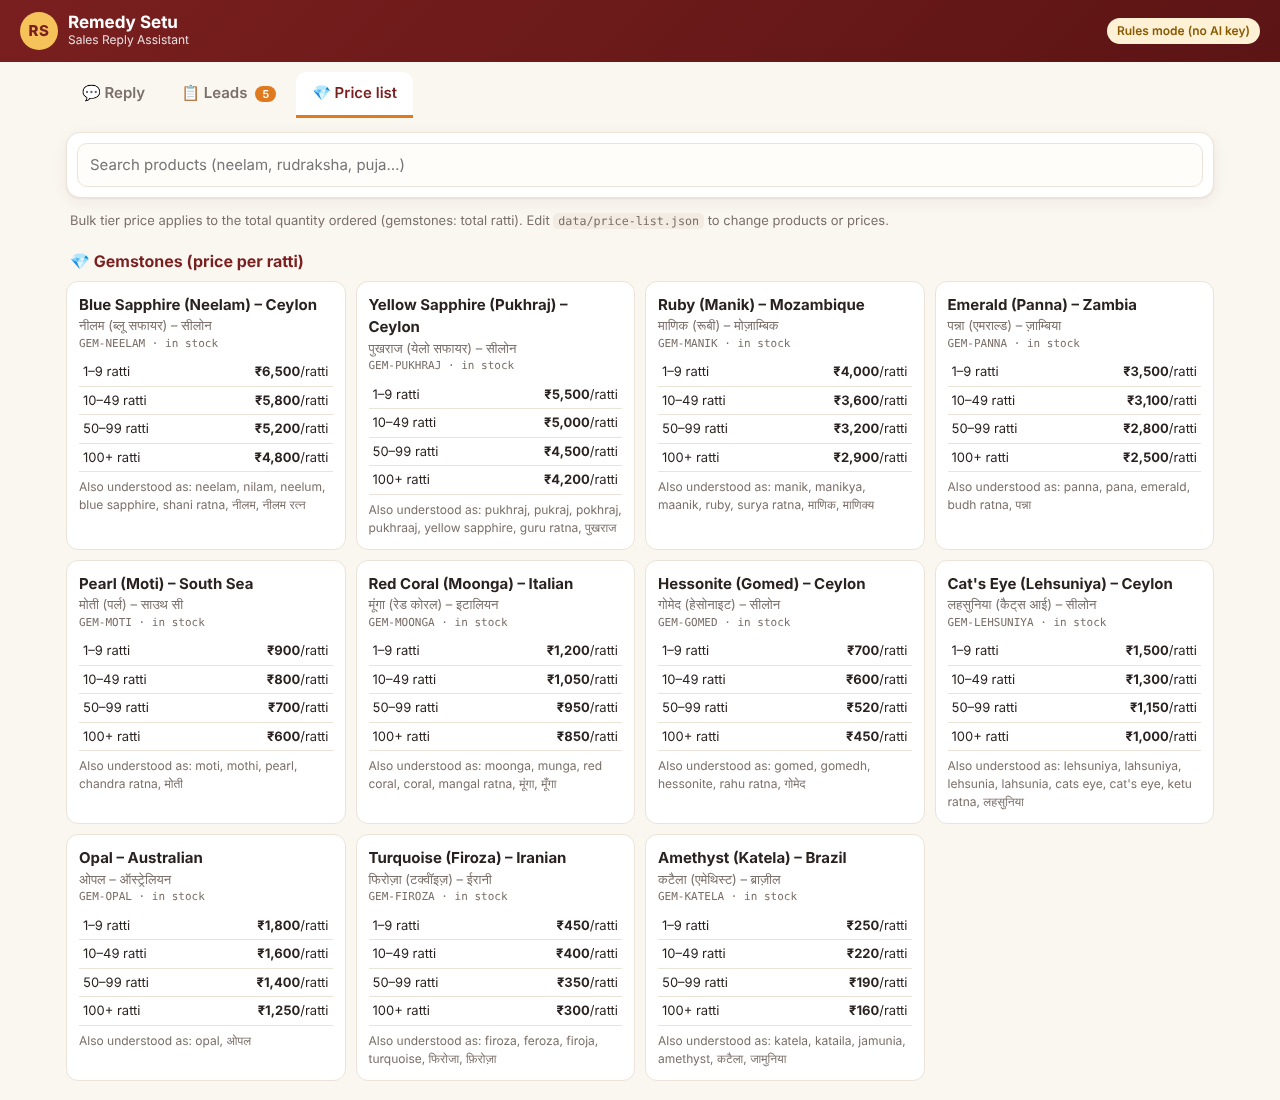 RS
Remedy Setu
Sales Reply Assistant
Rules mode (no AI key)
💬 Reply
📋 Leads 5
💎 Price list
Search products (neelam, rudraksha, puja…)
Bulk tier price applies to the total quantity ordered (gemstones: total ratti). Edit data/price-list.json to change products or prices.
💎 Gemstones (price per ratti)
Blue Sapphire (Neelam) – Ceylon
नीलम (ब्लू सफायर) – सीलोन
GEM-NEELAM · in stock
1–9 ratti ₹6,500/ratti
10–49 ratti ₹5,800/ratti
50–99 ratti ₹5,200/ratti
100+ ratti ₹4,800/ratti
Also understood as: neelam, nilam, neelum,
blue sapphire, shani ratna, नीलम, नीलम रत्न
Yellow Sapphire (Pukhraj) –
Ceylon
पुखराज (येलो सफायर) – सीलोन
GEM-PUKHRAJ · in stock
1–9 ratti ₹5,500/ratti
10–49 ratti ₹5,000/ratti
50–99 ratti ₹4,500/ratti
100+ ratti ₹4,200/ratti
Also understood as: pukhraj, pukraj, pokhraj,
pukhraaj, yellow sapphire, guru ratna, पुखराज
Ruby (Manik) – Mozambique
माणिक (रूबी) – मोज़ाम्बिक
GEM-MANIK · in stock
1–9 ratti ₹4,000/ratti
10–49 ratti ₹3,600/ratti
50–99 ratti ₹3,200/ratti
100+ ratti ₹2,900/ratti
Also understood as: manik, manikya,
maanik, ruby, surya ratna, माणिक, माणिक्य
Emerald (Panna) – Zambia
पन्ना (एमराल्ड) – ज़ाम्बिया
GEM-PANNA · in stock
1–9 ratti ₹3,500/ratti
10–49 ratti ₹3,100/ratti
50–99 ratti ₹2,800/ratti
100+ ratti ₹2,500/ratti
Also understood as: panna, pana, emerald,
budh ratna, पन्ना
Pearl (Moti) – South Sea
मोती (पर्ल) – साउथ सी
GEM-MOTI · in stock
1–9 ratti ₹900/ratti
10–49 ratti ₹800/ratti
50–99 ratti ₹700/ratti
100+ ratti ₹600/ratti
Also understood as: moti, mothi, pearl,
chandra ratna, मोती
Red Coral (Moonga) – Italian
मूंगा (रेड कोरल) – इटालियन
GEM-MOONGA · in stock
1–9 ratti ₹1,200/ratti
10–49 ratti ₹1,050/ratti
50–99 ratti ₹950/ratti
100+ ratti ₹850/ratti
Also understood as: moonga, munga, red
coral, coral, mangal ratna, मूंगा, मूँगा
Hessonite (Gomed) – Ceylon
गोमेद (हेसोनाइट) – सीलोन
GEM-GOMED · in stock
1–9 ratti ₹700/ratti
10–49 ratti ₹600/ratti
50–99 ratti ₹520/ratti
100+ ratti ₹450/ratti
Also understood as: gomed, gomedh,
hessonite, rahu ratna, गोमेद
Cat's Eye (Lehsuniya) – Ceylon
लहसुनिया (कैट्स आई) – सीलोन
GEM-LEHSUNIYA · in stock
1–9 ratti ₹1,500/ratti
10–49 ratti ₹1,300/ratti
50–99 ratti ₹1,150/ratti
100+ ratti ₹1,000/ratti
Also understood as: lehsuniya, lahsuniya,
lehsunia, lahsunia, cats eye, cat's eye, ketu
ratna, लहसुनिया
Opal – Australian
ओपल – ऑस्ट्रेलियन
GEM-OPAL · in stock
1–9 ratti ₹1,800/ratti
10–49 ratti ₹1,600/ratti
50–99 ratti ₹1,400/ratti
100+ ratti ₹1,250/ratti
Also understood as: opal, ओपल
Turquoise (Firoza) – Iranian
फिरोज़ा (टर्क्वॉइज़) – ईरानी
GEM-FIROZA · in stock
1–9 ratti ₹450/ratti
10–49 ratti ₹400/ratti
50–99 ratti ₹350/ratti
100+ ratti ₹300/ratti
Also understood as: firoza, feroza, firoja,
turquoise, फिरोजा, फ़िरोज़ा
Amethyst (Katela) – Brazil
कटैला (एमेथिस्ट) – ब्राज़ील
GEM-KATELA · in stock
1–9 ratti ₹250/ratti
10–49 ratti ₹220/ratti
50–99 ratti ₹190/ratti
100+ ratti ₹160/ratti
Also understood as: katela, kataila, jamunia,
amethyst, कटैला, जामुनिया